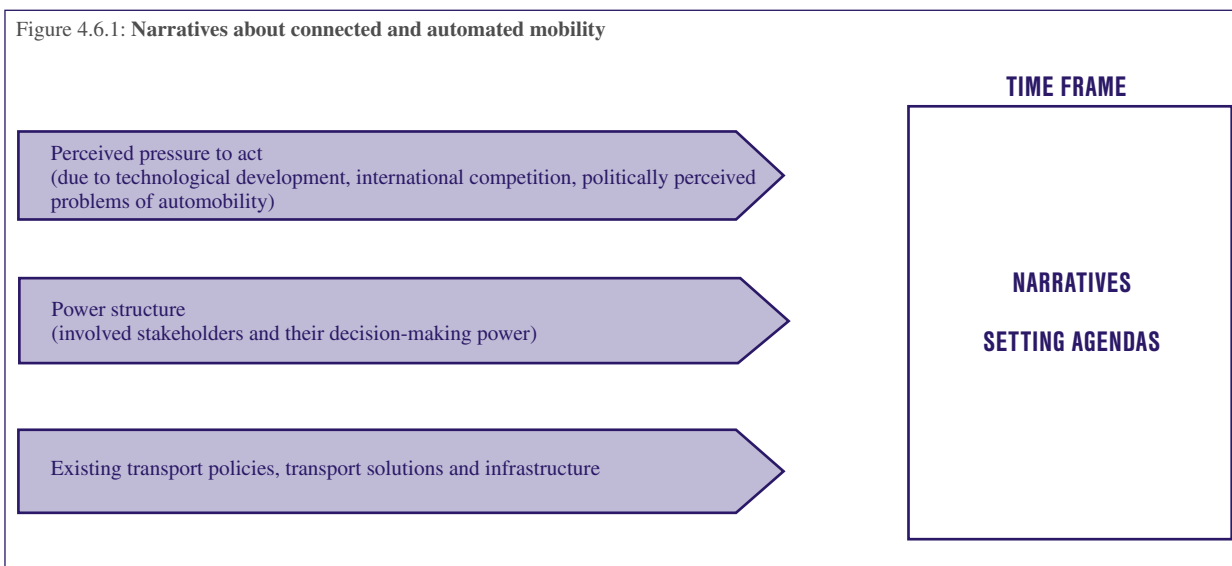 Figure 4.6.1: Narratives about connected and automated mobility
TIME FRAME
Perceived pressure to act
(due to technological development, international competition, politically perceived
problems of automobility)
Power structure
(involved stakeholders and their decision-making power)
Existing transport policies, transport solutions and infrastructure
NARRATIVES
SETTING AGENDAS